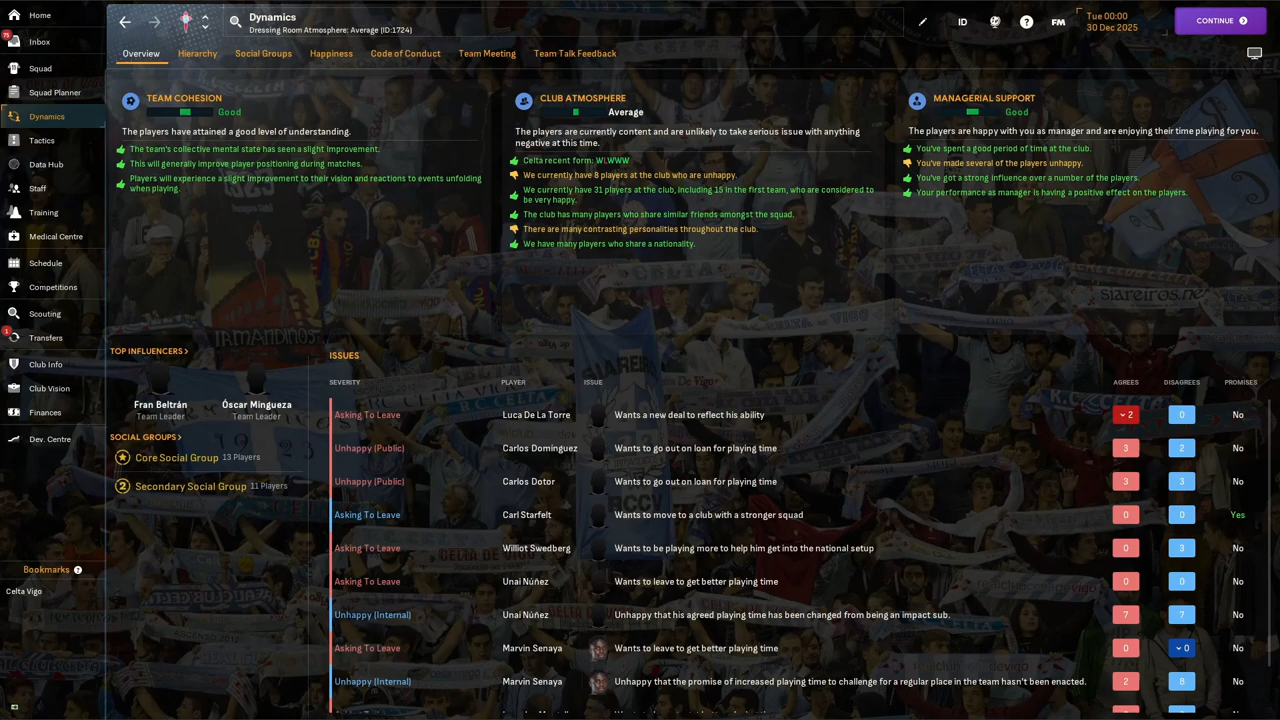 Home
Dynamics
Dressing Room Atmosphere: Average (ID:1724)
ID
?
FM
Tue 00:00
30 Dec 2025
CONTINUE
75
Inbox
Squad
Squad Planner
Dynamics
Tactics
Data Hub
Staff
Training
Medical Centre
Schedule
Competitions
Scouting
1
Transfers
Club Info
Club Vision
Finances
Dev. Centre
Bookmarks ?
Celta Vigo
Overview Hierarchy Social Groups Happiness Code of Conduct Team Meeting Team Talk Feedback
TEAM COHESION
Good
The players have attained a good level of understanding.
The team's collective mental state has seen a slight improvement.
This will generally improve player positioning during matches.
Players will experience a slight improvement to their vision and reactions to events unfolding
when playing.
CLUB ATMOSPHERE
Average
The players are currently content and are unlikely to take serious issue with anything
negative at this time.
Celta recent form: WLWWW
We currently have 8 players at the club who are unhappy.
We currently have 31 players at the club, including 15 in the first team, who are considered to
be very happy.
The club has many players who share similar friends amongst the squad.
There are many contrasting personalities throughout the club.
We have many players who share a nationality.
MANAGERIAL SUPPORT
Good
The players are happy with you as manager and are enjoying their time playing for you.
You've spent a good period of time at the club.
You've made several of the players unhappy.
You've got a strong influence over a number of the players.
Your performance as manager is having a positive effect on the players.
TOP INFLUENCERS >
Fran Beltrán
Team Leader
Óscar Mingueza
Team Leader
SOCIAL GROUPS >
Core Social Group 13 Players
2 Secondary Social Group 11 Players
ISSUES
SEVERITY PLAYER ISSUE AGREES DISAGREES PROMISES
Asking To Leave Luca De La Torre Wants a new deal to reflect his ability 2 0 No
Unhappy (Public) Carlos Domínguez Wants to go out on loan for playing time 3 2 No
Unhappy (Public) Carlos Dotor Wants to go out on loan for playing time 3 3 No
Asking To Leave Carl Starfelt Wants to move to a club with a stronger squad 0 0 Yes
Asking To Leave Williot Swedberg Wants to be playing more to help him get into the national setup 0 3 No
Asking To Leave Unai Núñez Wants to leave to get better playing time 0 0 No
Unhappy (Internal) Unai Núñez Unhappy that his agreed playing time has been changed from being an impact sub. 7 7 No
Asking To Leave Marvin Senaya Wants to leave to get better playing time 0 0 No
Unhappy (Internal) Marvin Senaya Unhappy that the promise of increased playing time to challenge for a regular place in the team hasn't been enacted. 2 8 No